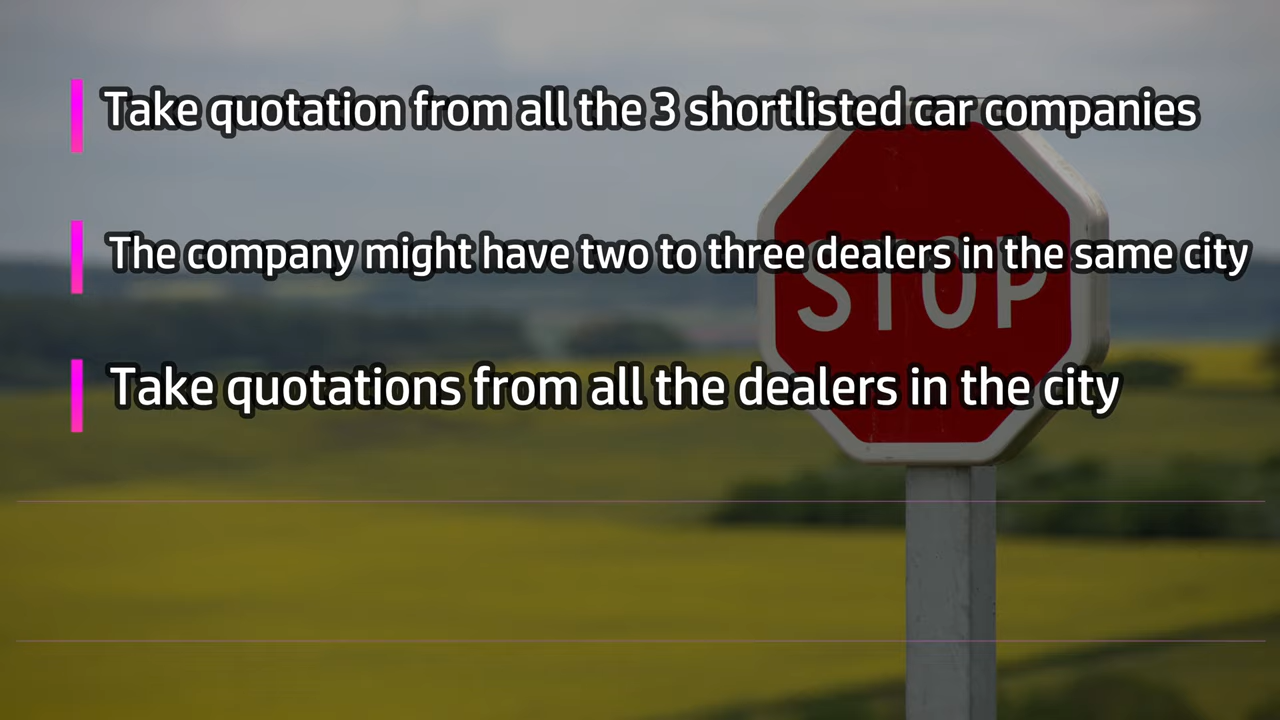 Take quotation from all the 3 shortlisted car companies
The company might have two to three dealers in the same city
STOP
Take quotations from all the dealers in the city